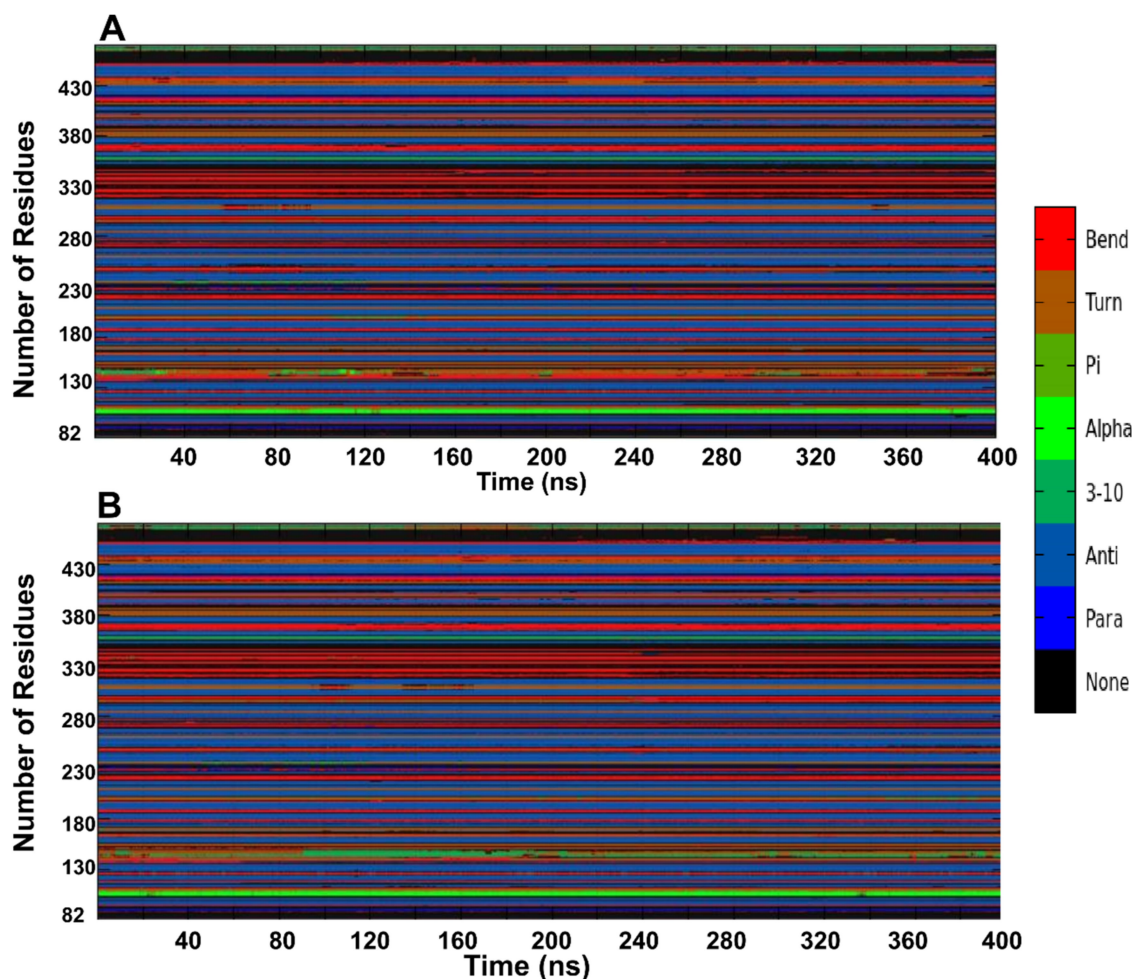 A
Number of Residues
430
380
330
280
230
180
130
82
40 80 120 160 200 240 280 320 360 400
Time (ns)
B
Number of Residues
430
380
330
280
230
180
130
82
40 80 120 160 200 240 280 320 360 400
Time (ns)
Bend
Turn
Pi
Alpha
3-10
Anti
Para
None